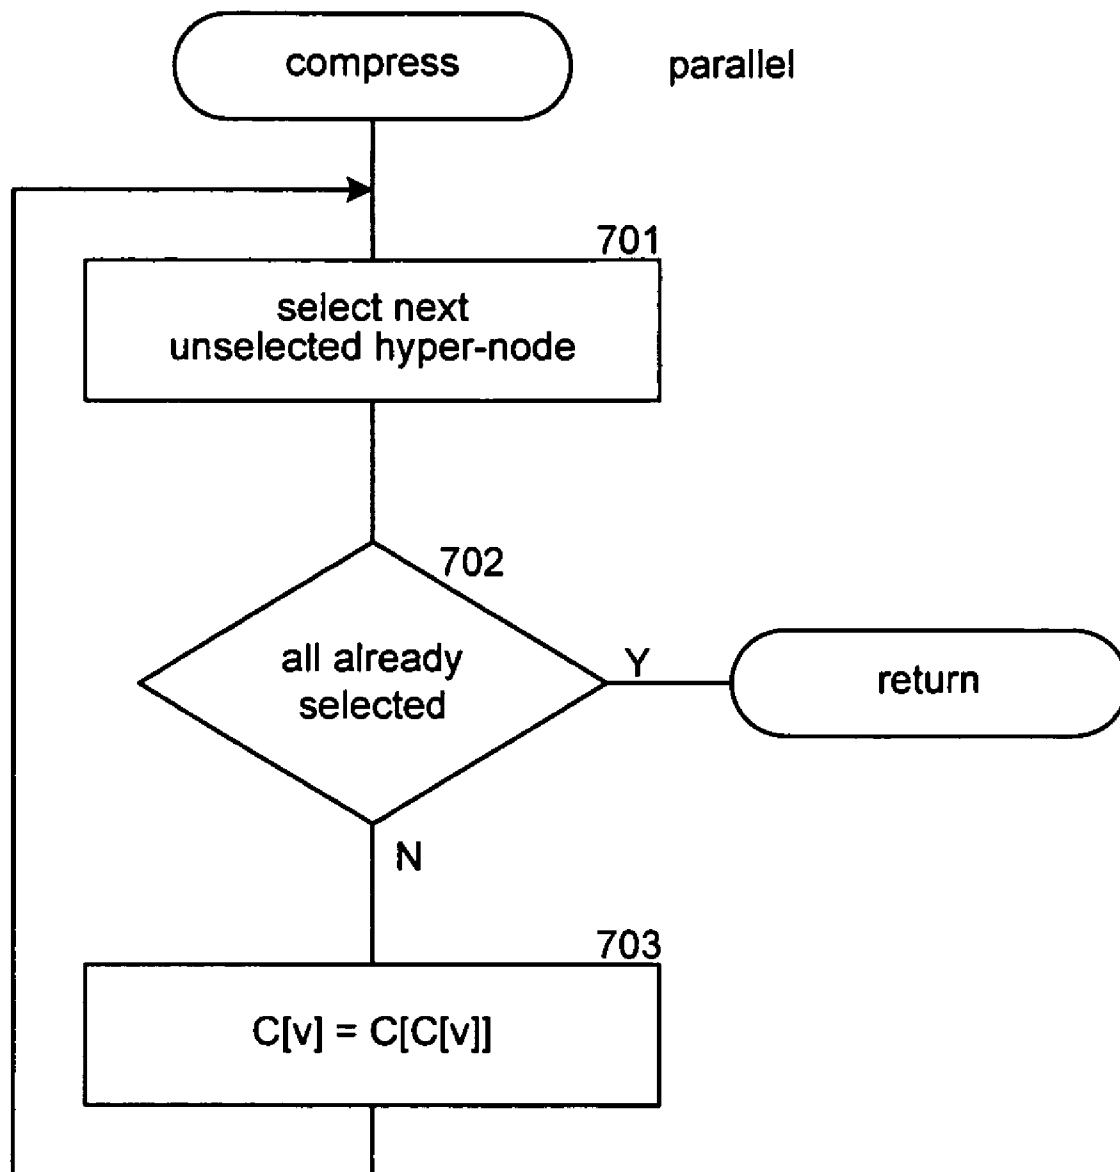 compress
parallel
701
select next
unselected hyper-node
702
all already
selected
Y
return
N
703
C[v] = C[C[v]]